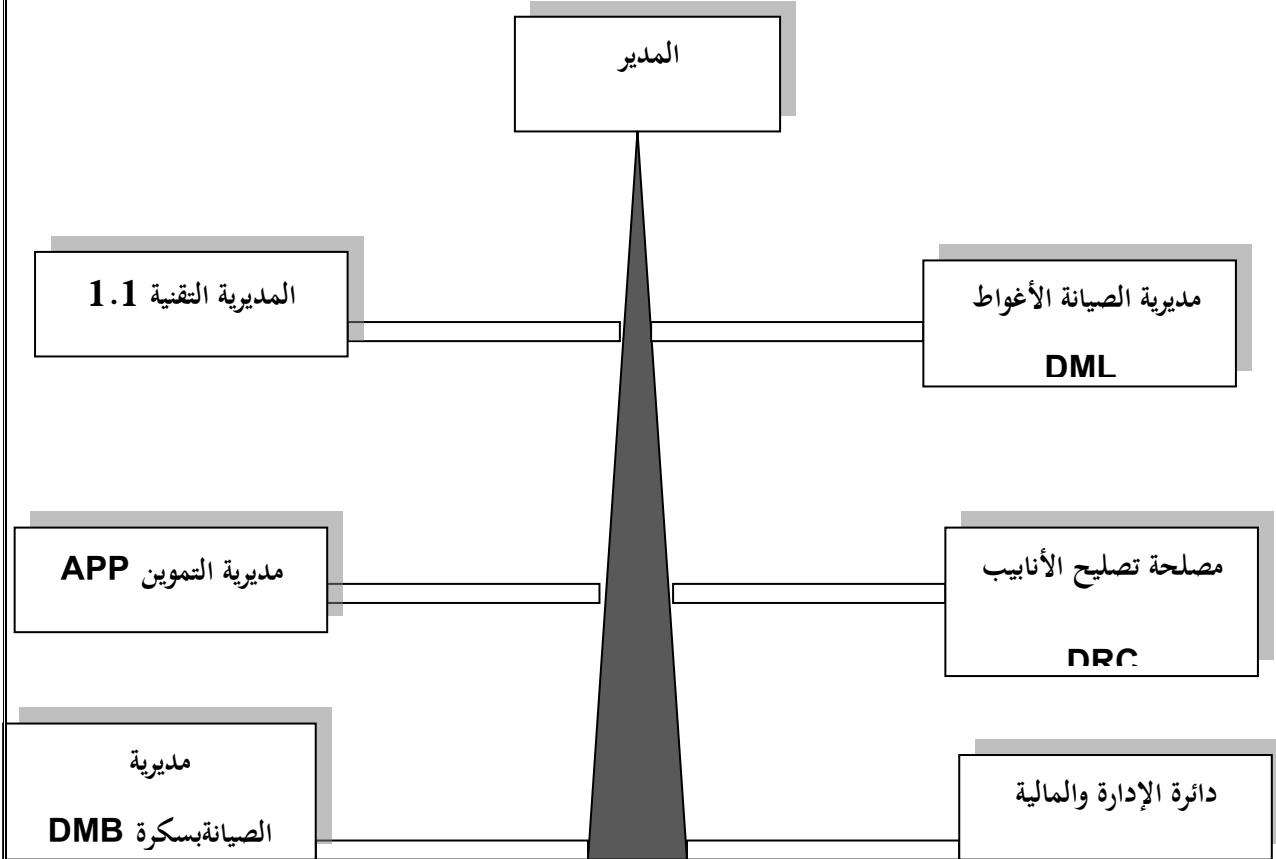 المدير
المديرية التقنية 1.1
مديرية الصيانة الأغواط
DML
مديرية التموين APP
مصلحة تصليح الأنابيب
DRC
مديرية
الصيانةبسكرة DMB
دائرة الإدارة والمالية